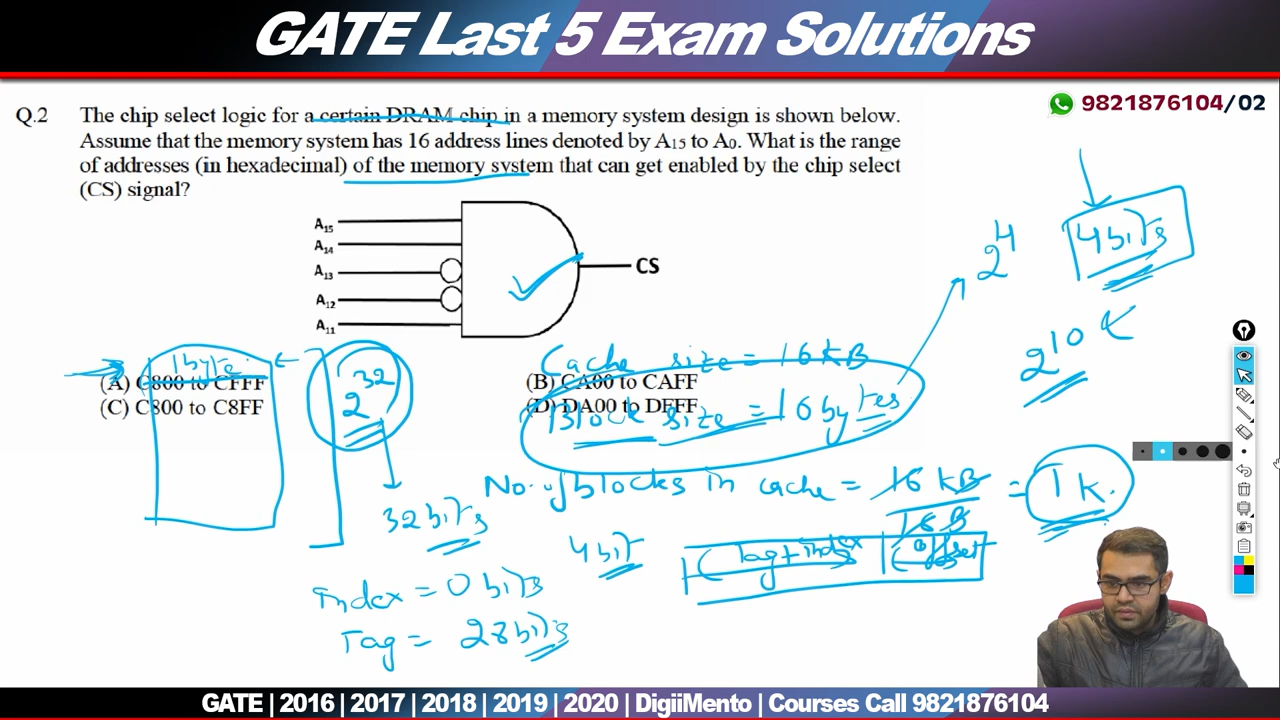 GATE Last 5 Exam Solutions
9821876104/02
Q.2 The chip select logic for a certain DRAM chip in a memory system design is shown below.
Assume that the memory system has 16 address lines denoted by A15 to A0. What is the range
of addresses (in hexadecimal) of the memory system that can get enabled by the chip select
(CS) signal?
A15
A14
A13
A12
A11
CS
2^4
4 bits
2^10
1 byte
2^32
Cache size = 16 KB
(A) C800 to CFFF
(B) CA00 to CAFF
(C) C800 to C8FF
(D) DA00 to DFFF
Block size = 16 bytes
No. of blocks in cache = 16 KB / 16 B = 1 K.
32 bits
4 bit
Tag + index offset
index = 0 bits
Tag = 28 bits
GATE | 2016 | 2017 | 2018 | 2019 | 2020 | DigiiMento | Courses Call 9821876104